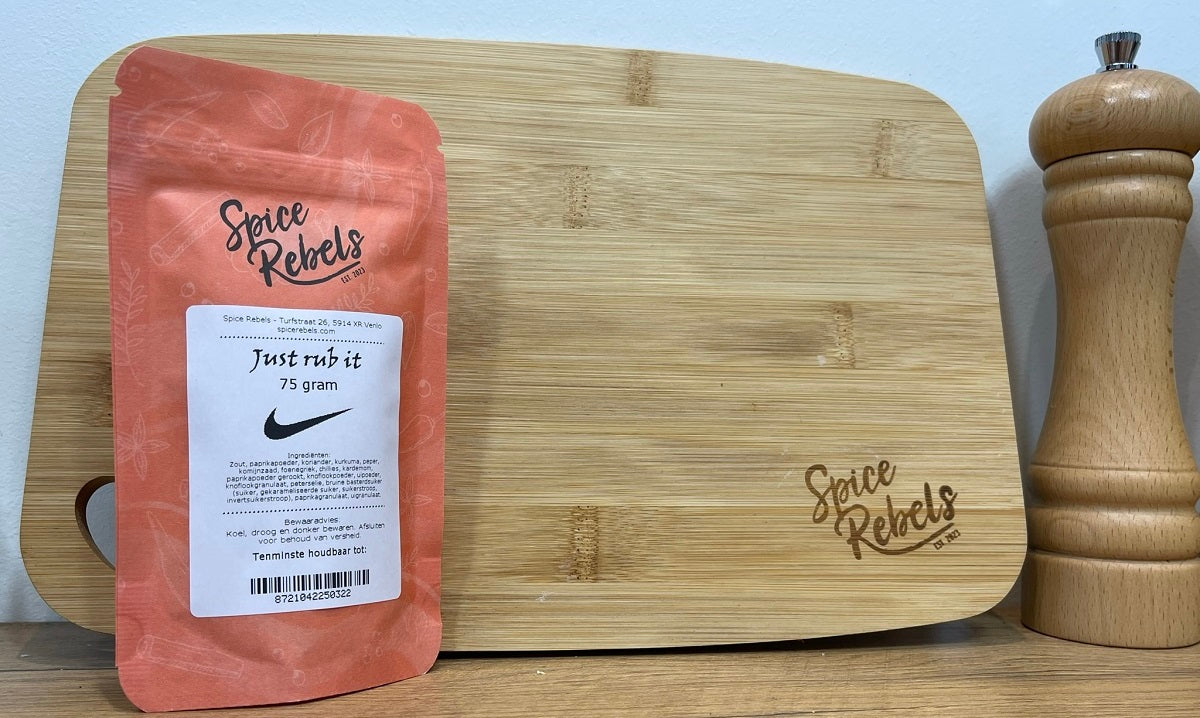 Spice
Rebels
EST. 2023
Spice Rebels - Turfstraat 26, 5914 XR Venlo
spicerebels.com
Just rub it
75 gram
Ingrediënten:
Zout, paprikapoeder, koriander, kurkuma, peper,
komijnzaad, foenegriek, chilies, kardemom,
paprikapoeder gerookt, knoflookpoeder, uipoeder,
knoflookgranulaat, peterselie, bruine basterdsuiker
(suiker, gekarameliseerde suiker, suikerstroop,
invertsuikerstroop), paprikagranulaat, uigranulaat.
Bewaaradvies:
Koel, droog en donker bewaren. Afsluiten
voor behoud van versheid.
Tenminste houdbaar tot:
8721042250322
Spice
Rebels
EST. 2023